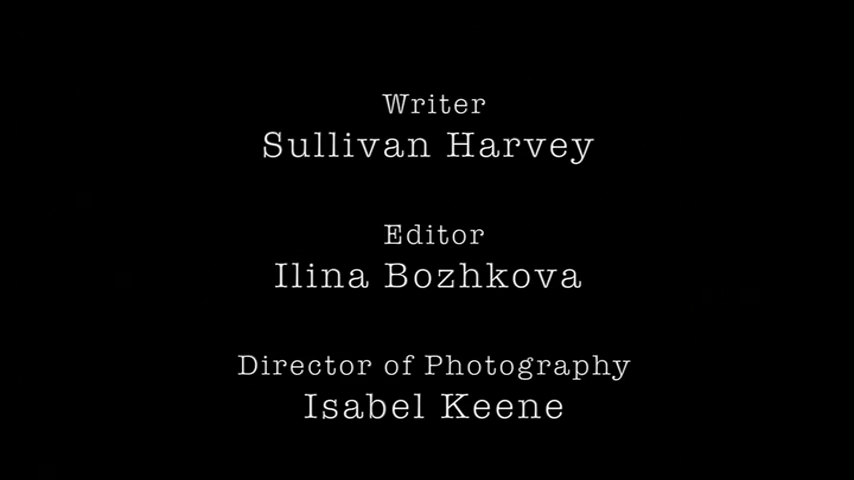 Writer
Sullivan Harvey
Editor
Ilina Bozhkova
Director of Photography
Isabel Keene